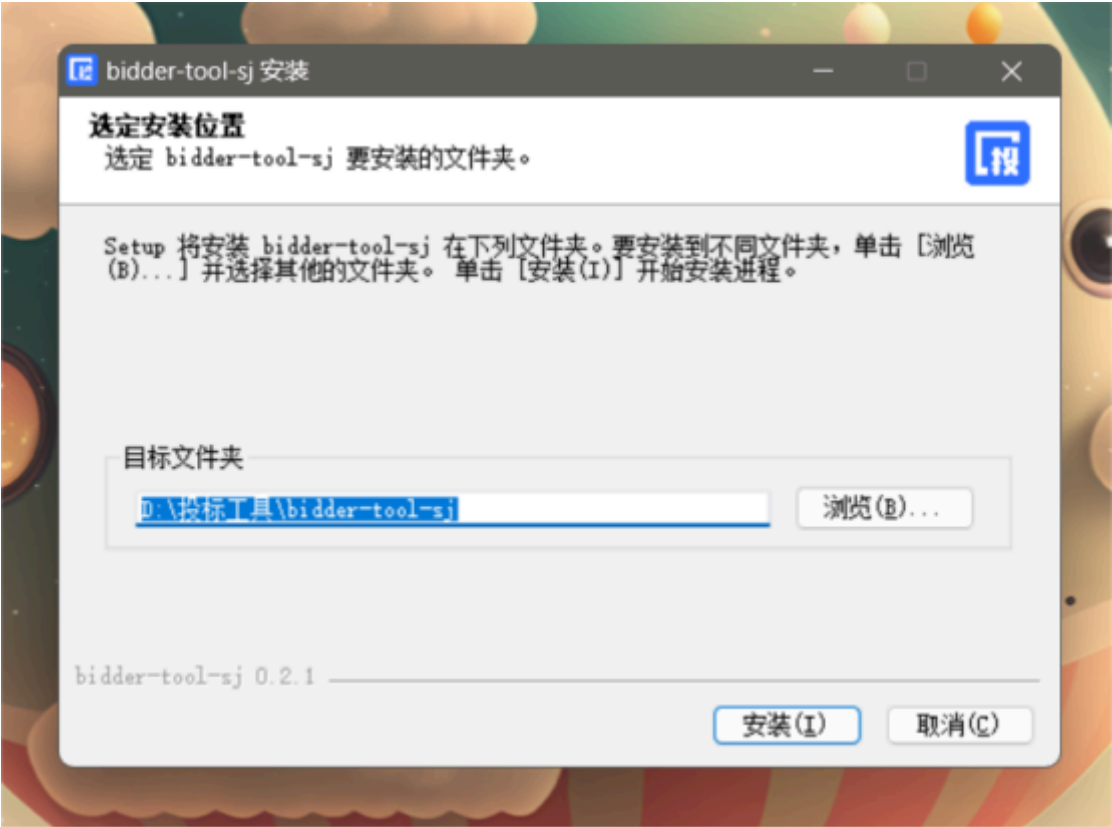 bidder-tool-sj 安装
选定安装位置
选定 bidder-tool-sj 要安装的文件夹。
投
Setup 将安装 bidder-tool-sj 在下列文件夹。要安装到不同文件夹，单击 [浏览
(B)...] 并选择其他的文件夹。 单击 [安装(I)] 开始安装进程。
目标文件夹
D:\投标工具\bidder-tool-sj
浏览(B)...
bidder-tool-sj 0.2.1
安装(I)
取消(C)